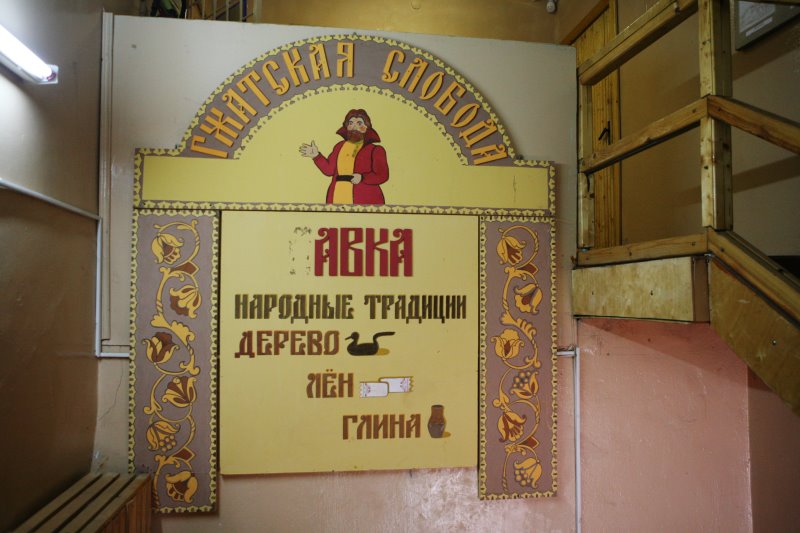 ГЖАТСКАЯ СЛОБОДА
АВКА
НАРОДНЫЕ ТРАДИЦИИ
ДЕРЕВО
ЛЁН
ГЛИНА